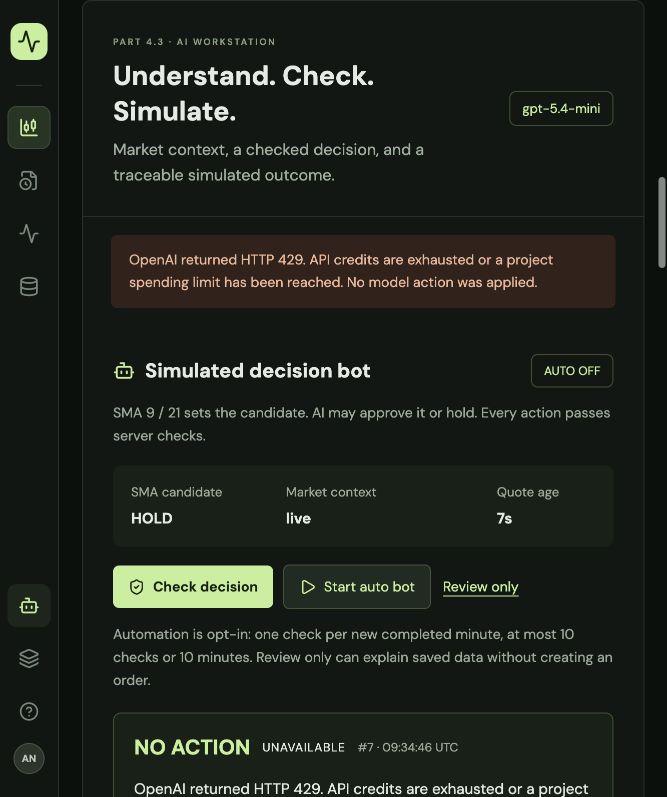 PART 4.3 · AI WORKSTATION
Understand. Check.
Simulate.
gpt-5.4-mini
Market context, a checked decision, and a
traceable simulated outcome.
OpenAI returned HTTP 429. API credits are exhausted or a project
spending limit has been reached. No model action was applied.
Simulated decision bot
AUTO OFF
SMA 9 / 21 sets the candidate. AI may approve it or hold. Every action passes
server checks.
SMA candidate
HOLD
Market context
live
Quote age
7s
Check decision
Start auto bot
Review only
Automation is opt-in: one check per new completed minute, at most 10
checks or 10 minutes. Review only can explain saved data without creating an
order.
NO ACTION UNAVAILABLE #7 · 09:34:46 UTC
OpenAI returned HTTP 429. API credits are exhausted or a project
AN